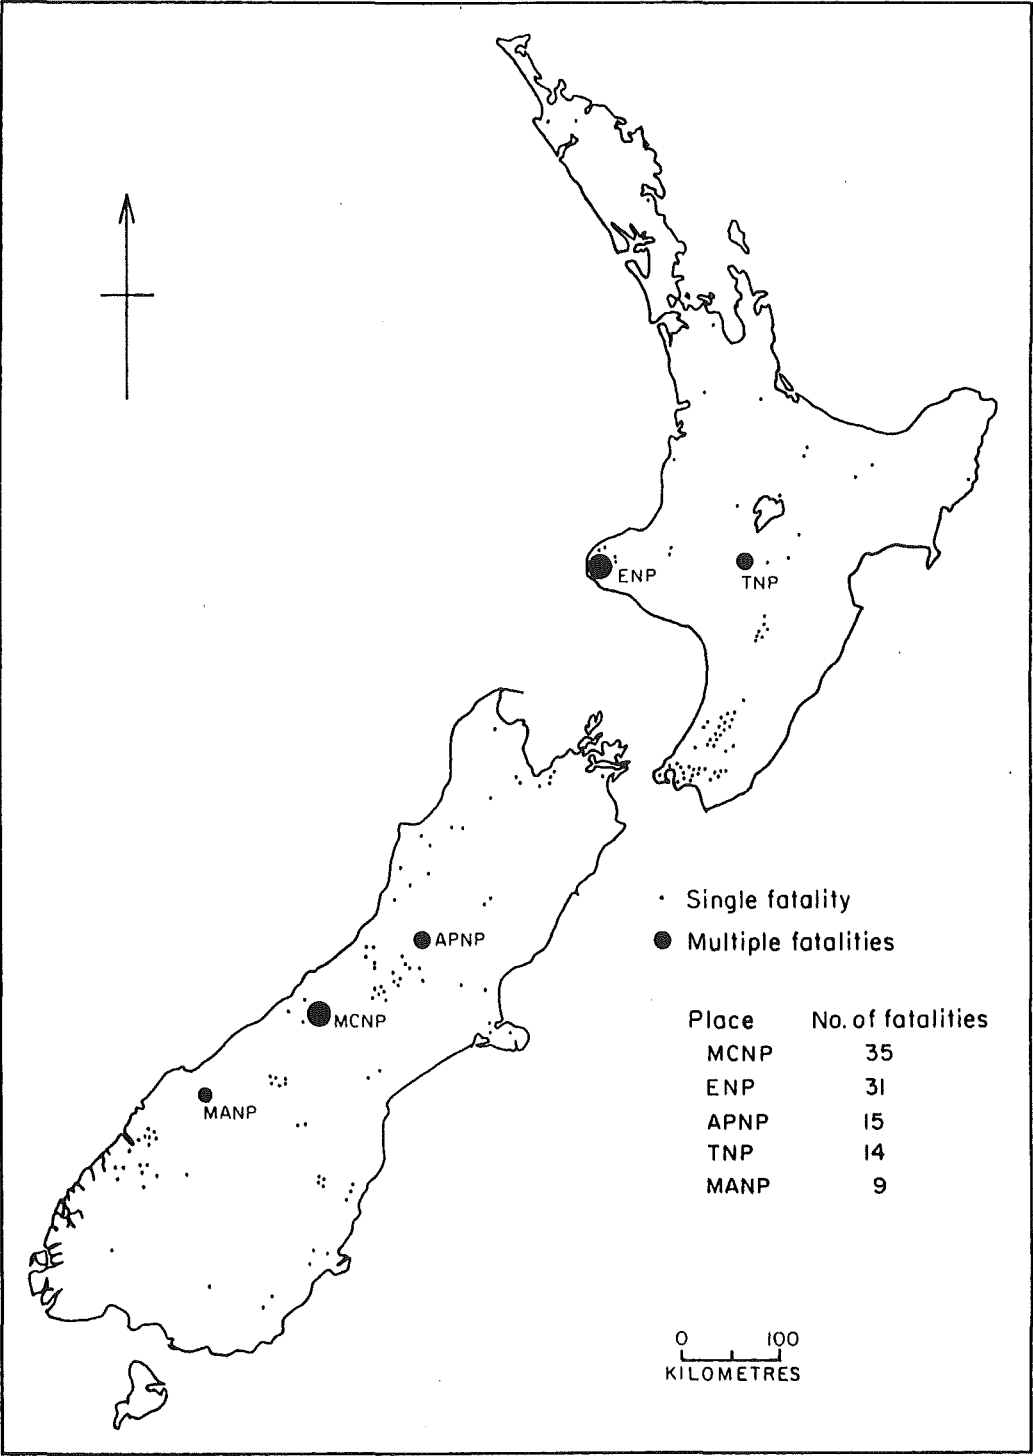 ENP
TNP
APNP
MCNP
MANP
Single fatality
Multiple fatalities
Place No. of fatalities
MCNP 35
ENP 31
APNP 15
TNP 14
MANP 9
0 100
KILOMETRES